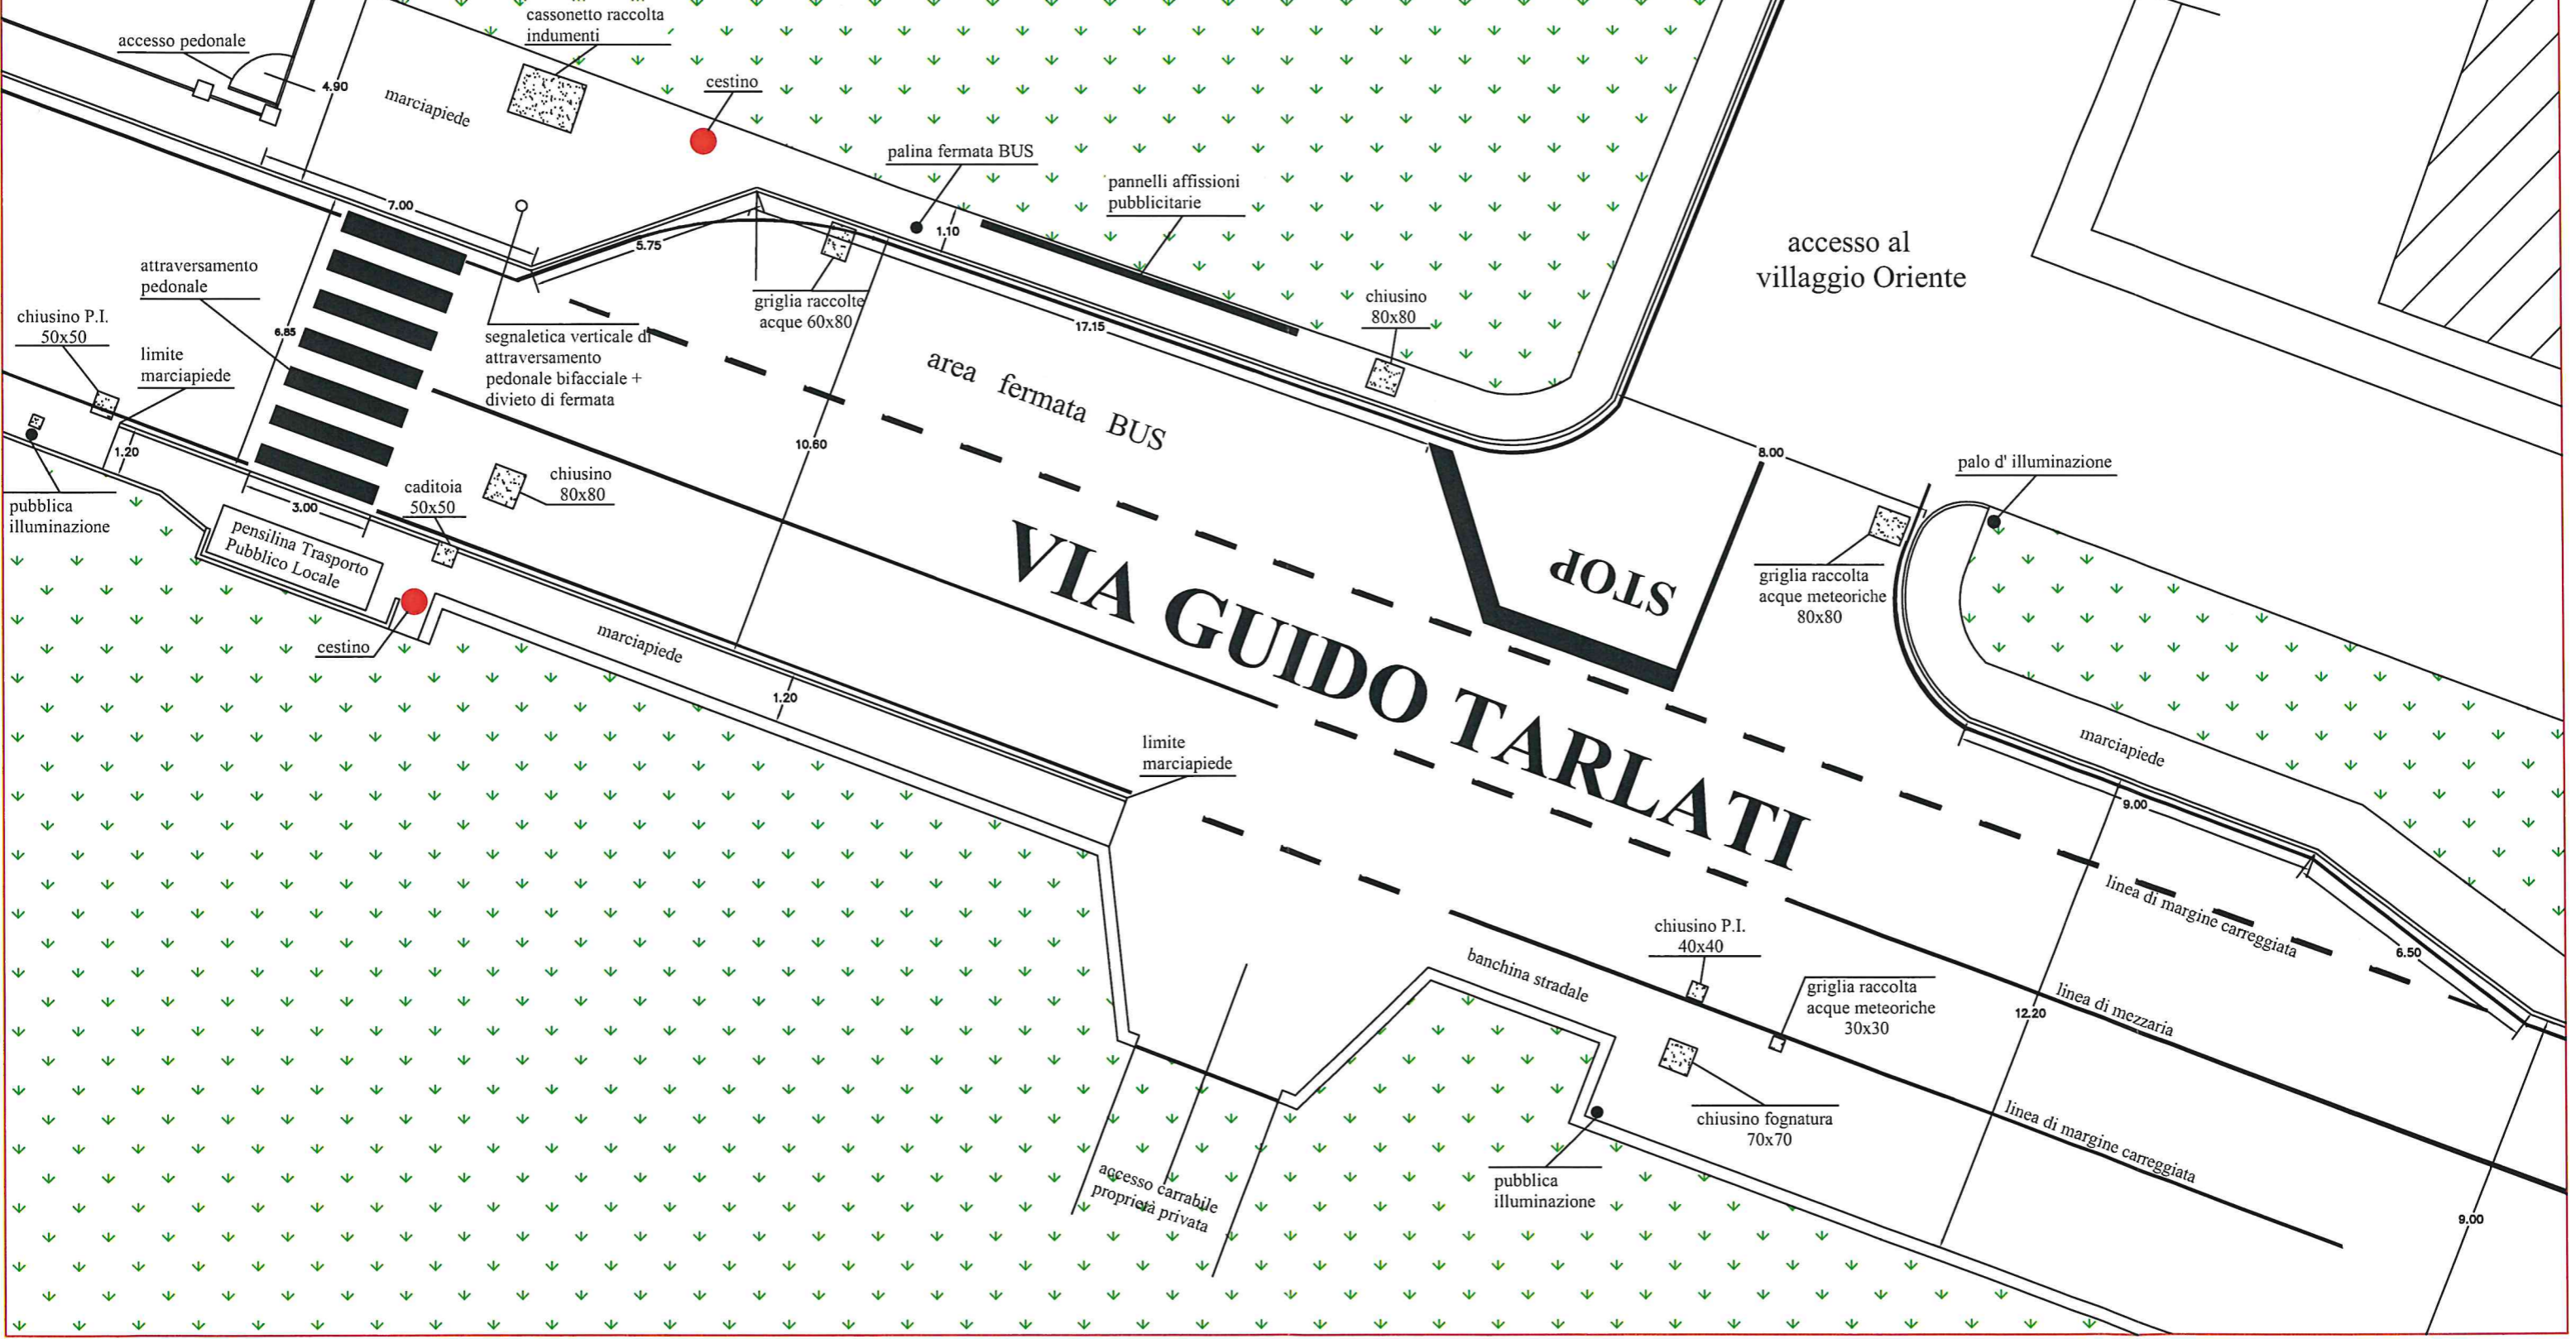 cassonetto raccolta
indumenti
accesso pedonale
4.90
marciapiede
cestino
palina fermata BUS
pannelli affissioni
pubblicitarie
7.00
5.75
1.10
accesso al
villaggio Oriente
attraversamento
pedonale
chiusino P.I.
50x50
limite
marciapiede
6.85
segnaletica verticale di
attraversamento
pedonale bifacciale +
divieto di fermata
griglia raccolte
acque 60x80
17.15
chiusino
80x80
area fermata BUS
10.60
1.20
pubblica
illuminazione
3.00
caditoia
50x50
chiusino
80x80
pensilina Trasporto
Pubblico Locale
cestino
marciapiede
1.20
VIA GUIDO TARLATI
STOP
8.00
palo d' illuminazione
griglia raccolta
acque meteoriche
80x80
marciapiede
9.00
limite
marciapiede
linea di margine carreggiata
6.50
banchina stradale
chiusino P.I.
40x40
griglia raccolta
acque meteoriche
30x30
12.20
linea di mezzaria
chiusino fognatura
70x70
linea di margine carreggiata
pubblica
illuminazione
accesso carrabile
proprietà privata
9.00